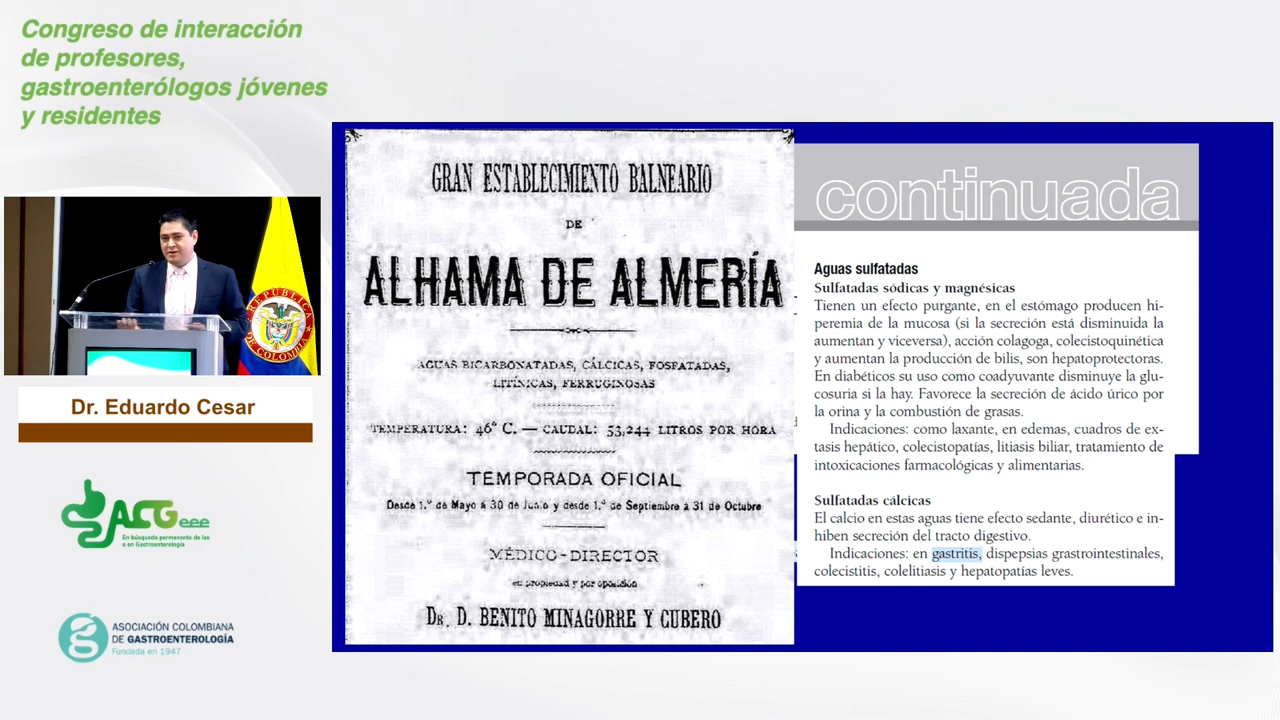 Congreso de interacción
de profesores,
gastroenterólogos jóvenes
y residentes
REPÚBLICA
DE COLOMBIA
Dr. Eduardo Cesar
ACGeee
En búsqueda permanente de las
e en Gastroenterología
ASOCIACIÓN COLOMBIANA
DE GASTROENTEROLOGÍA
Fundada en 1947
GRAN ESTABLECIMIENTO BALNEARIO
DE
ALHAMA DE ALMERÍA
AGUAS BICARBONATADAS, CÁLCICAS, FOSFATADAS,
LITÍNICAS, FERRUGINOSAS
TEMPERATURA: 46° C. — CAUDAL: 53,244 LITROS POR HORA
TEMPORADA OFICIAL
Desde 1.º de Mayo á 30 de Junio y desde 1.º de Septiembre á 31 de Octubre
MÉDICO-DIRECTOR
en propiedad y por oposición
DR. D. BENITO MINAGORRE Y CUBERO
continuada
Aguas sulfatadas
Sulfatadas sódicas y magnésicas
Tienen un efecto purgante, en el estómago producen hi-
peremia de la mucosa (si la secreción está disminuida la
aumentan y viceversa), acción colagoga, colecistoquinética
y aumentan la producción de bilis, son hepatoprotectoras.
En diabéticos su uso como coadyuvante disminuye la glu-
cosuria si la hay. Favorece la secreción de ácido úrico por
la orina y la combustión de grasas.
Indicaciones: como laxante, en edemas, cuadros de ex-
tasis hepático, colecistopatías, litiasis biliar, tratamiento de
intoxicaciones farmacológicas y alimentarias.
Sulfatadas cálcicas
El calcio en estas aguas tiene efecto sedante, diurético e in-
hiben secreción del tracto digestivo.
Indicaciones: en gastritis, dispepsias grastrointestinales,
colecistitis, colelitiasis y hepatopatías leves.